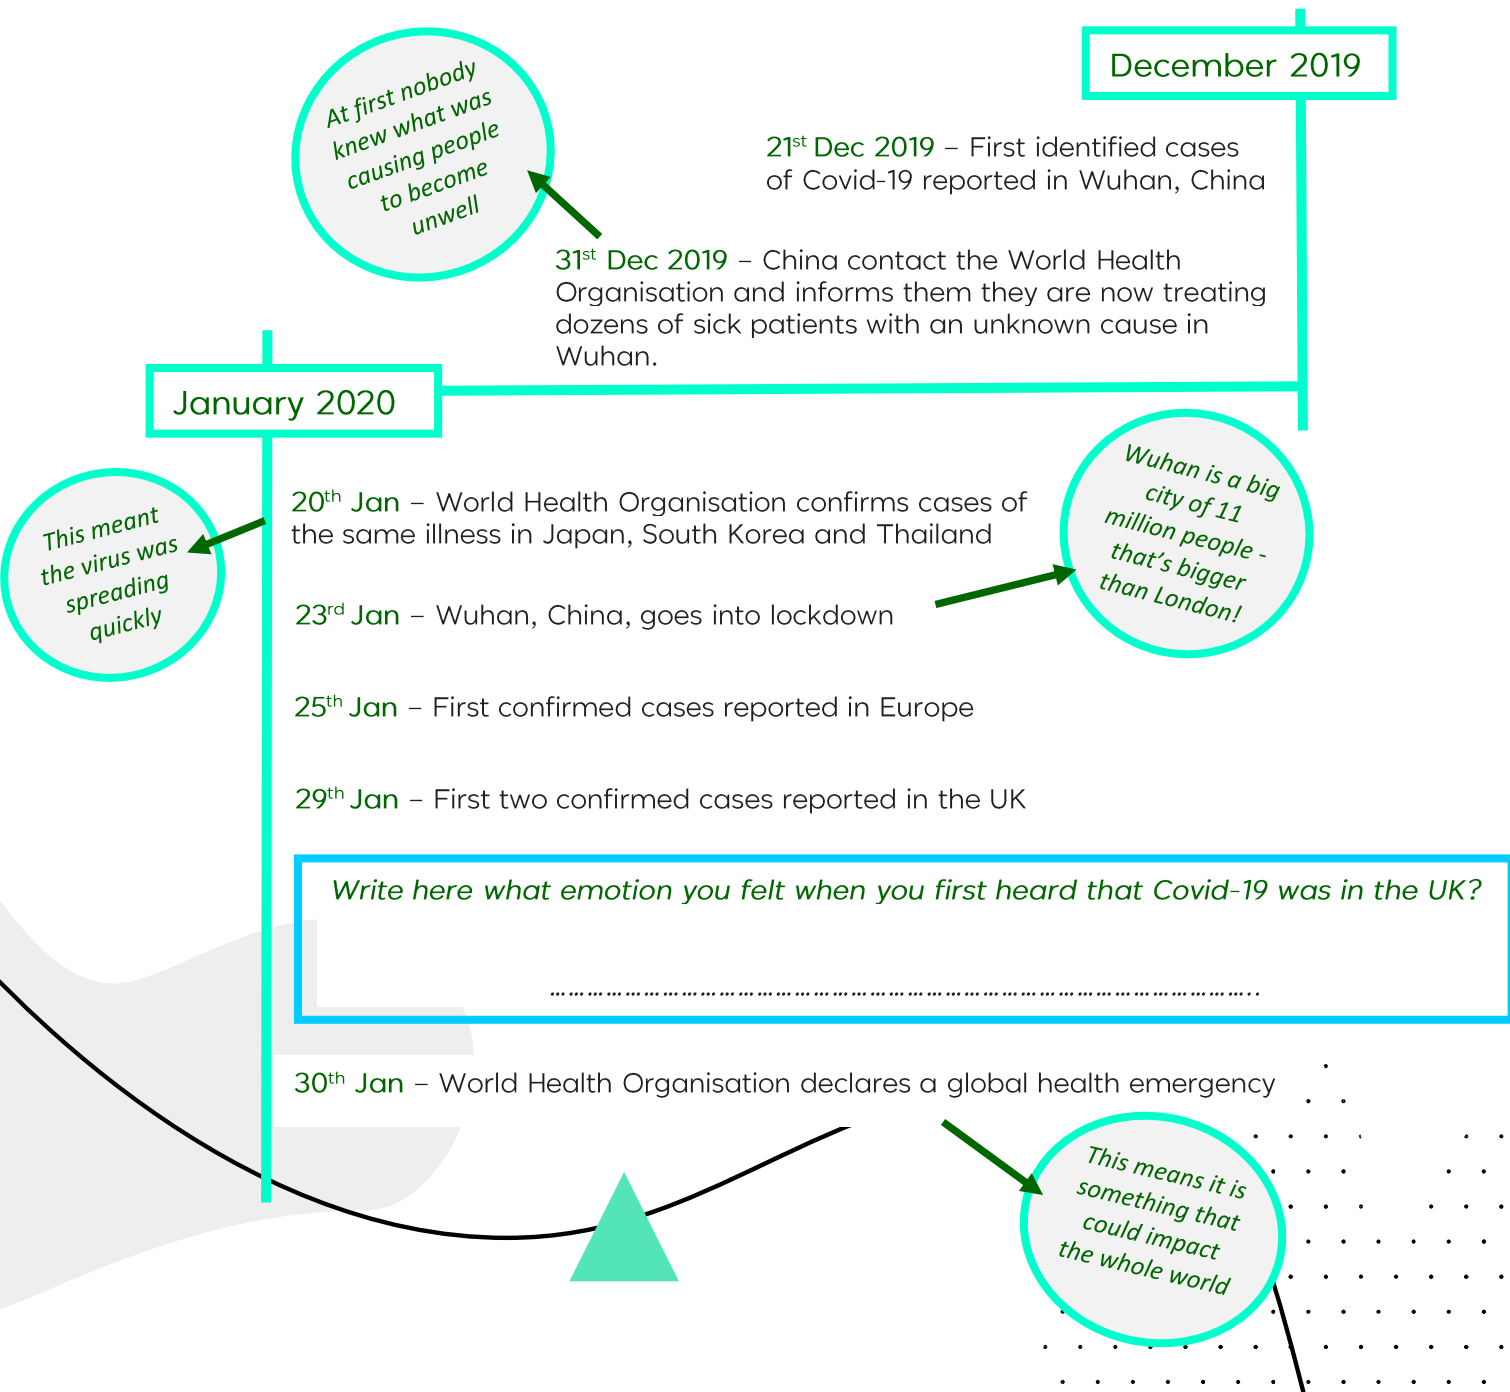 December 2019
At first nobody
knew what was
causing people
to become
unwell
21st Dec 2019 – First identified cases
of Covid-19 reported in Wuhan, China
31st Dec 2019 – China contact the World Health
Organisation and informs them they are now treating
dozens of sick patients with an unknown cause in
Wuhan.
January 2020
Wuhan is a big
city of 11
million people -
that's bigger
than London!
20th Jan – World Health Organisation confirms cases of
the same illness in Japan, South Korea and Thailand
This meant
the virus was
spreading
quickly
23rd Jan – Wuhan, China, goes into lockdown
25th Jan – First confirmed cases reported in Europe
29th Jan – First two confirmed cases reported in the UK
Write here what emotion you felt when you first heard that Covid-19 was in the UK?
………………………………………………………………………………………………..
30th Jan – World Health Organisation declares a global health emergency
This means it is
something that
could impact
the whole world